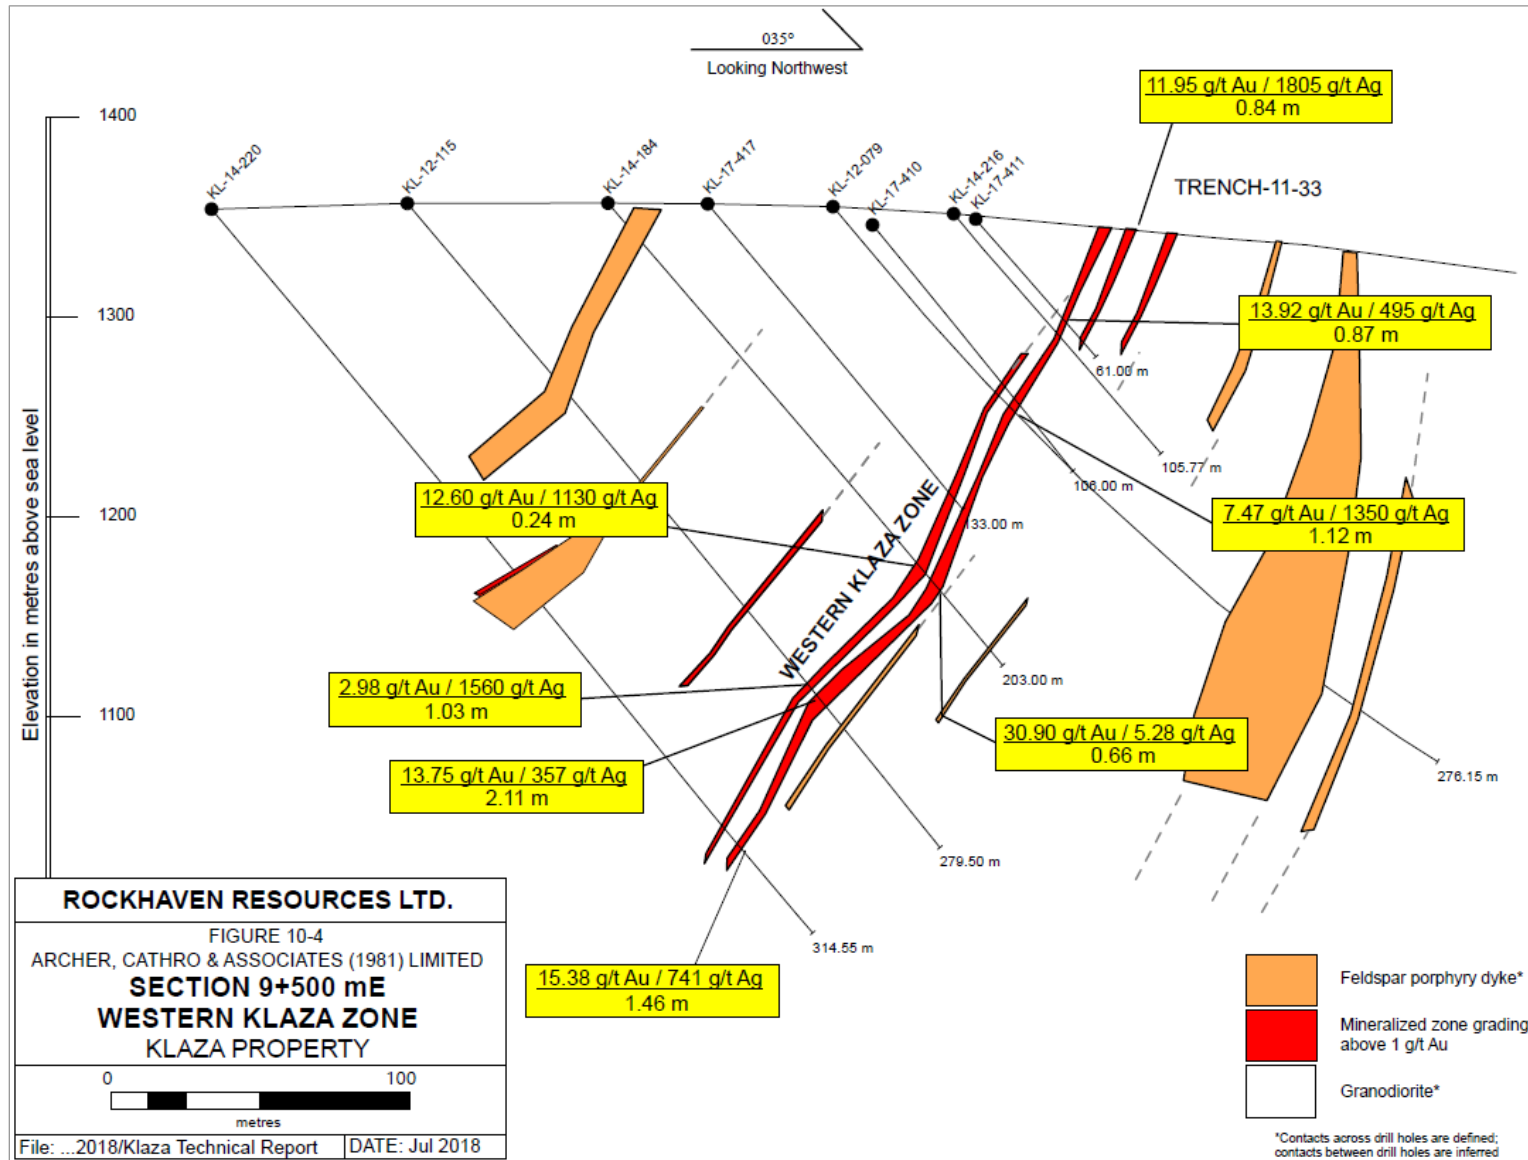 035°
Looking Northwest
11.95 g/t Au / 1805 g/t Ag
0.84 m
1400
KL-14-220
KL-12-115
KL-14-184
KL-17-417
KL-12-079
KL-17-410
KL-14-216
KL-17-411
TRENCH-11-33
1300
13.92 g/t Au / 495 g/t Ag
0.87 m
61.00 m
Elevation in metres above sea level
105.77 m
106.00 m
12.60 g/t Au / 1130 g/t Ag
0.24 m
7.47 g/t Au / 1350 g/t Ag
1.12 m
1200
133.00 m
WESTERN KLAZA ZONE
203.00 m
2.98 g/t Au / 1560 g/t Ag
1.03 m
1100
30.90 g/t Au / 5.28 g/t Ag
0.66 m
13.75 g/t Au / 357 g/t Ag
2.11 m
276.15 m
279.50 m
314.55 m
15.38 g/t Au / 741 g/t Ag
1.46 m
ROCKHAVEN RESOURCES LTD.
FIGURE 10-4
ARCHER, CATHRO & ASSOCIATES (1981) LIMITED
SECTION 9+500 mE
WESTERN KLAZA ZONE
KLAZA PROPERTY
0 100
metres
File: ...2018/Klaza Technical Report DATE: Jul 2018
Feldspar porphyry dyke*
Mineralized zone grading
above 1 g/t Au
Granodiorite*
*Contacts across drill holes are defined;
contacts between drill holes are inferred